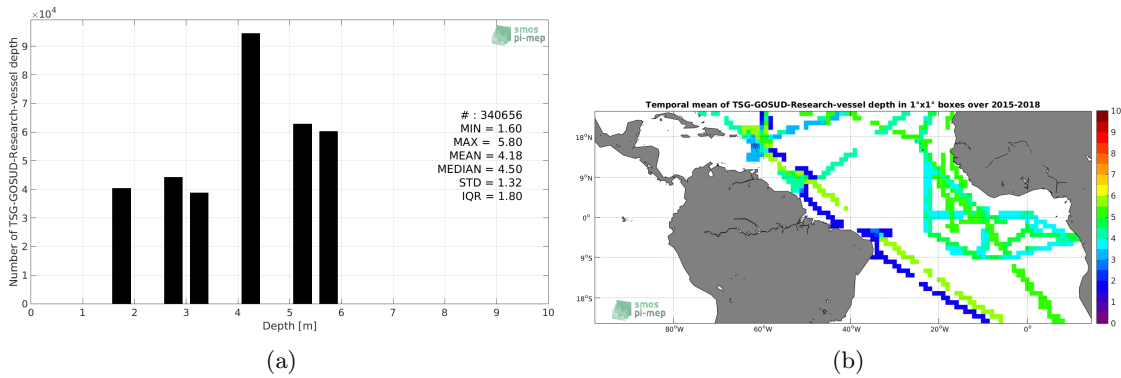 ×10⁴
9
8
7
6
5
4
3
2
1
0
Number of TSG-GOSUD-Research-vessel depth
smos
pi-mep
# : 340656
MIN = 1.60
MAX = 5.80
MEAN = 4.18
MEDIAN = 4.50
STD = 1.32
IQR = 1.80
0 1 2 3 4 5 6 7 8 9 10
Depth [m]
(a)
Temporal mean of TSG-GOSUD-Research-vessel depth in 1°x1° boxes over 2015-2018
18°N
9°N
0°
9°S
18°S
smos
pi-mep
80°W 60°W 40°W 20°W 0°
10
9
8
7
6
5
4
3
2
1
0
(b)